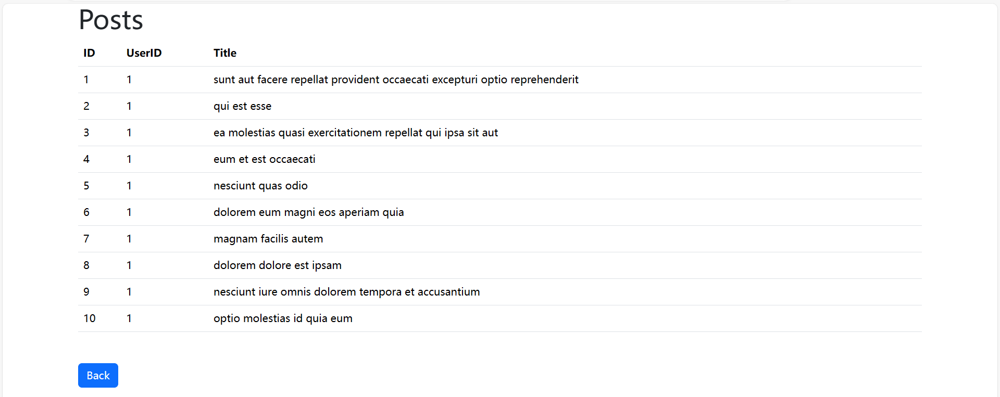 Posts
ID UserID Title
1 1 sunt aut facere repellat provident occaecati excepturi optio reprehenderit
2 1 qui est esse
3 1 ea molestias quasi exercitationem repellat qui ipsa sit aut
4 1 eum et est occaecati
5 1 nesciunt quas odio
6 1 dolorem eum magni eos aperiam quia
7 1 magnam facilis autem
8 1 dolorem dolore est ipsam
9 1 nesciunt iure omnis dolorem tempora et accusantium
10 1 optio molestias id quia eum
Back